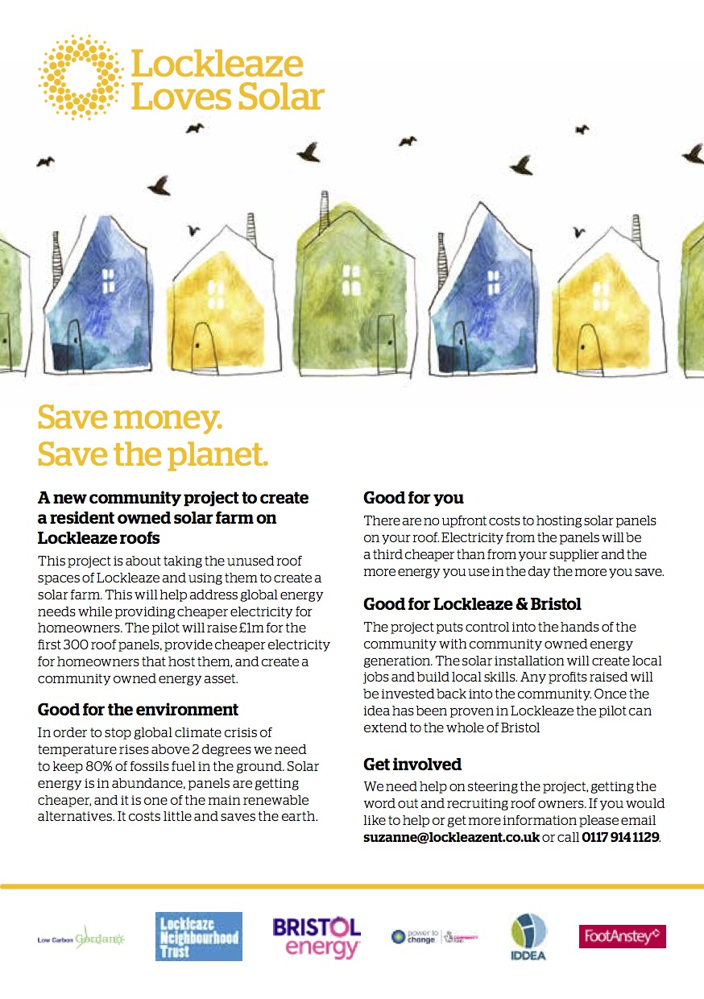 Lockleaze
Loves Solar
Save money.
Save the planet.
A new community project to create
a resident owned solar farm on
Lockleaze roofs
This project is about taking the unused roof
spaces of Lockleaze and using them to create a
solar farm. This will help address global energy
needs while providing cheaper electricity for
homeowners. The pilot will raise £1m for the
first 300 roof panels, provide cheaper electricity
for homeowners that host them, and create a
community owned energy asset.
Good for the environment
In order to stop global climate crisis of
temperature rises above 2 degrees we need
to keep 80% of fossils fuel in the ground. Solar
energy is in abundance, panels are getting
cheaper, and it is one of the main renewable
alternatives. It costs little and saves the earth.
Good for you
There are no upfront costs to hosting solar panels
on your roof. Electricity from the panels will be
a third cheaper than from your supplier and the
more energy you use in the day the more you save.
Good for Lockleaze & Bristol
The project puts control into the hands of the
community with community owned energy
generation. The solar installation will create local
jobs and build local skills. Any profits raised will
be invested back into the community. Once the
idea has been proven in Lockleaze the pilot can
extend to the whole of Bristol
Get involved
We need help on steering the project, getting the
word out and recruiting roof owners. If you would
like to help or get more information please email
suzanne@lockleazent.co.uk or call 0117 914 1129.
Low Carbon Gordano
Lockleaze
Neighbourhood
Trust
BRISTOL
energy
power to
change
COMMUNITY
IDDEA
FootAnstey